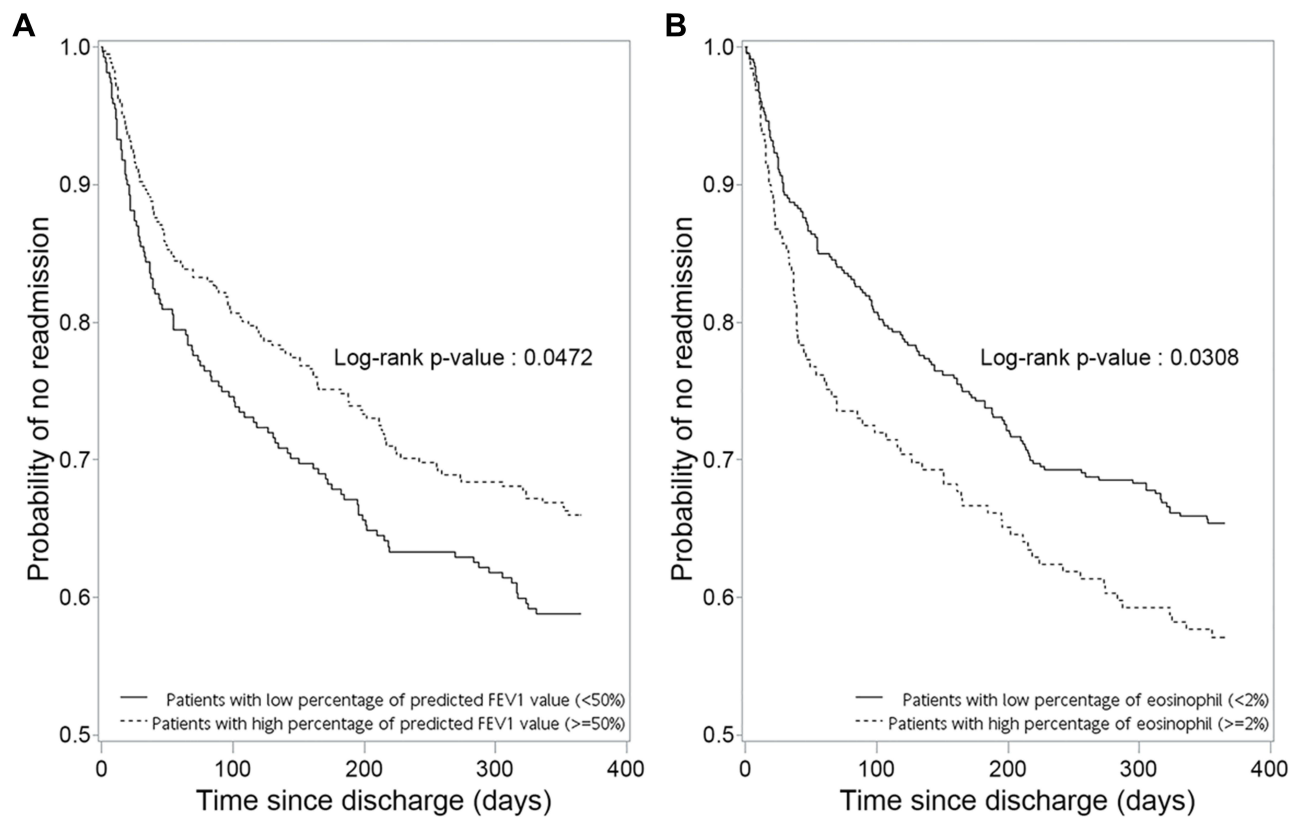 A
Probability of no readmission
1.0
0.9
0.8
0.7
0.6
0.5
Log-rank p-value : 0.0472
Patients with low percentage of predicted FEV1 value (<50%)
Patients with high percentage of predicted FEV1 value (>=50%)
0 100 200 300 400
Time since discharge (days)
B
Probability of no readmission
1.0
0.9
0.8
0.7
0.6
0.5
Log-rank p-value : 0.0308
Patients with low percentage of eosinophil (<2%)
Patients with high percentage of eosinophil (>=2%)
0 100 200 300 400
Time since discharge (days)